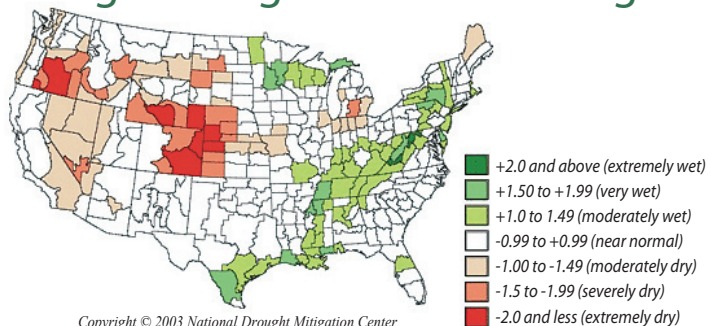 +2.0 and above (extremely wet)
+1.50 to +1.99 (very wet)
+1.0 to 1.49 (moderately wet)
-0.99 to +0.99 (near normal)
-1.00 to -1.49 (moderately dry)
-1.5 to -1.99 (severely dry)
-2.0 and less (extremely dry)
Copyright © 2003 National Drought Mitigation Center